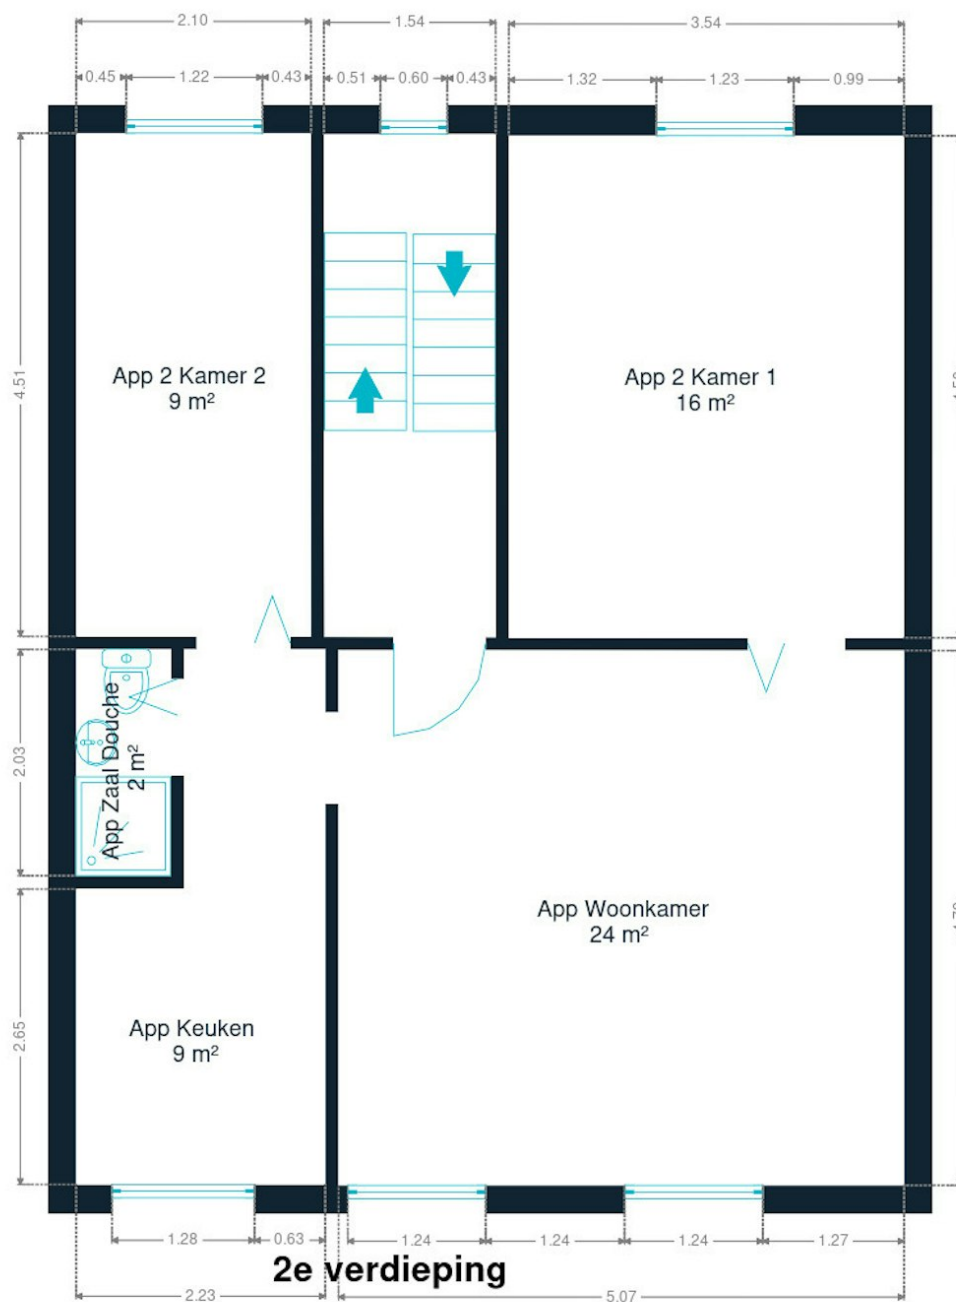 2.10
1.54
3.54
0.45
1.22
0.43
0.51
0.60
0.43
1.32
1.23
0.99
4.51
App 2 Kamer 2
9 m²
App 2 Kamer 1
16 m²
2.03
App Zaal Douche
2 m²
App Woonkamer
24 m²
2.65
App Keuken
9 m²
1.28
0.63
1.24
1.24
1.24
1.27
2e verdieping
2.23
5.07